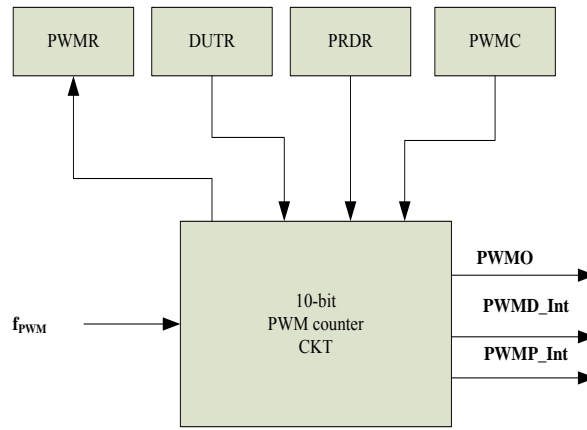 PWMR
DUTR
PRDR
PWMC
PWMO
10-bit
PWM counter
CKT
PWMD_Int
fPWM
PWMP_Int